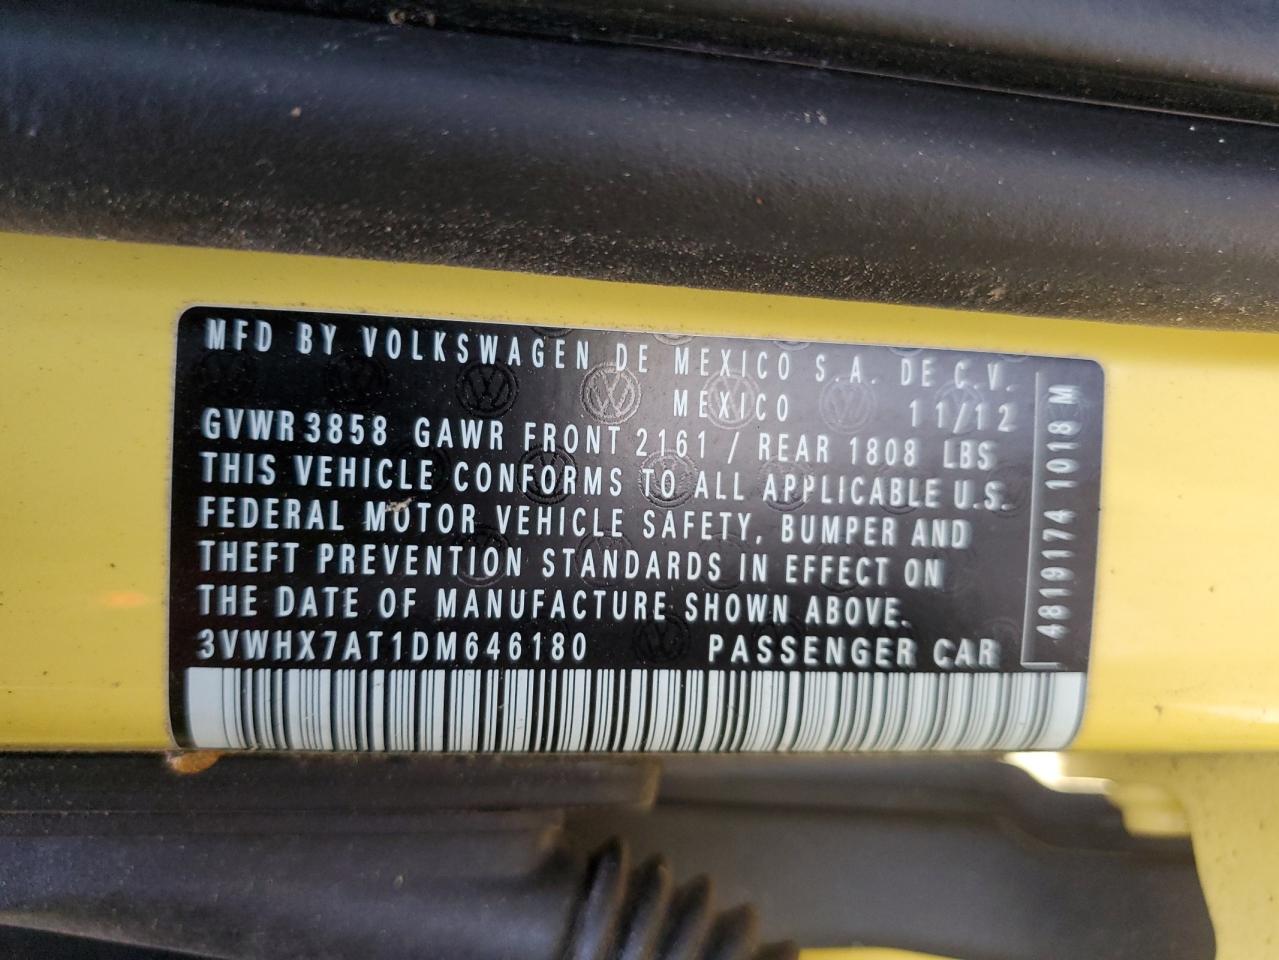 MFD BY VOLKSWAGEN DE MEXICO S.A. DE C.V.
MEXICO 11/12
GVWR 3858 GAWR FRONT 2161 / REAR 1808 LBS
THIS VEHICLE CONFORMS TO ALL APPLICABLE U.S.
FEDERAL MOTOR VEHICLE SAFETY, BUMPER AND
THEFT PREVENTION STANDARDS IN EFFECT ON
THE DATE OF MANUFACTURE SHOWN ABOVE.
3VWHX7AT1DM646180 PASSENGER CAR
4819174 1018 M